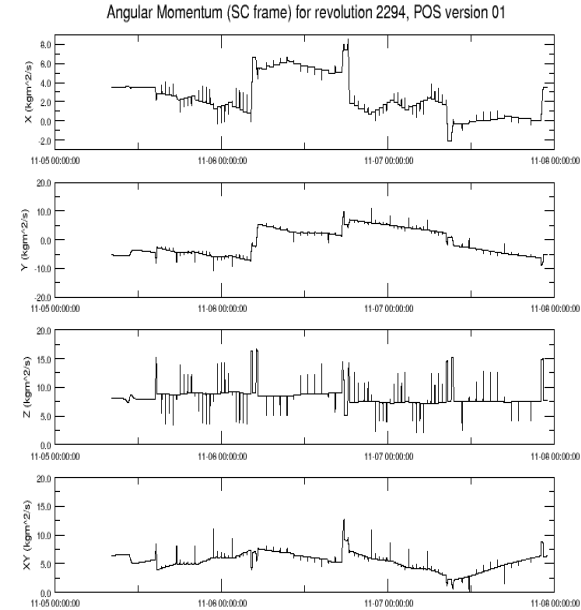 Angular Momentum (SC frame) for revolution 2294, POS version 01
8.0
6.0
4.0
2.0
0.0
-2.0
X (kgm^2/s)
11-05 00:00:00 11-06 00:00:00 11-07 00:00:00 11-08 00:00:00
20.0
10.0
0.0
-10.0
-20.0
Y (kgm^2/s)
11-05 00:00:00 11-06 00:00:00 11-07 00:00:00 11-08 00:00:00
20.0
15.0
10.0
5.0
0.0
Z (kgm^2/s)
11-05 00:00:00 11-06 00:00:00 11-07 00:00:00 11-08 00:00:00
20.0
15.0
10.0
5.0
0.0
XY (kgm^2/s)
11-05 00:00:00 11-06 00:00:00 11-07 00:00:00 11-08 00:00:00